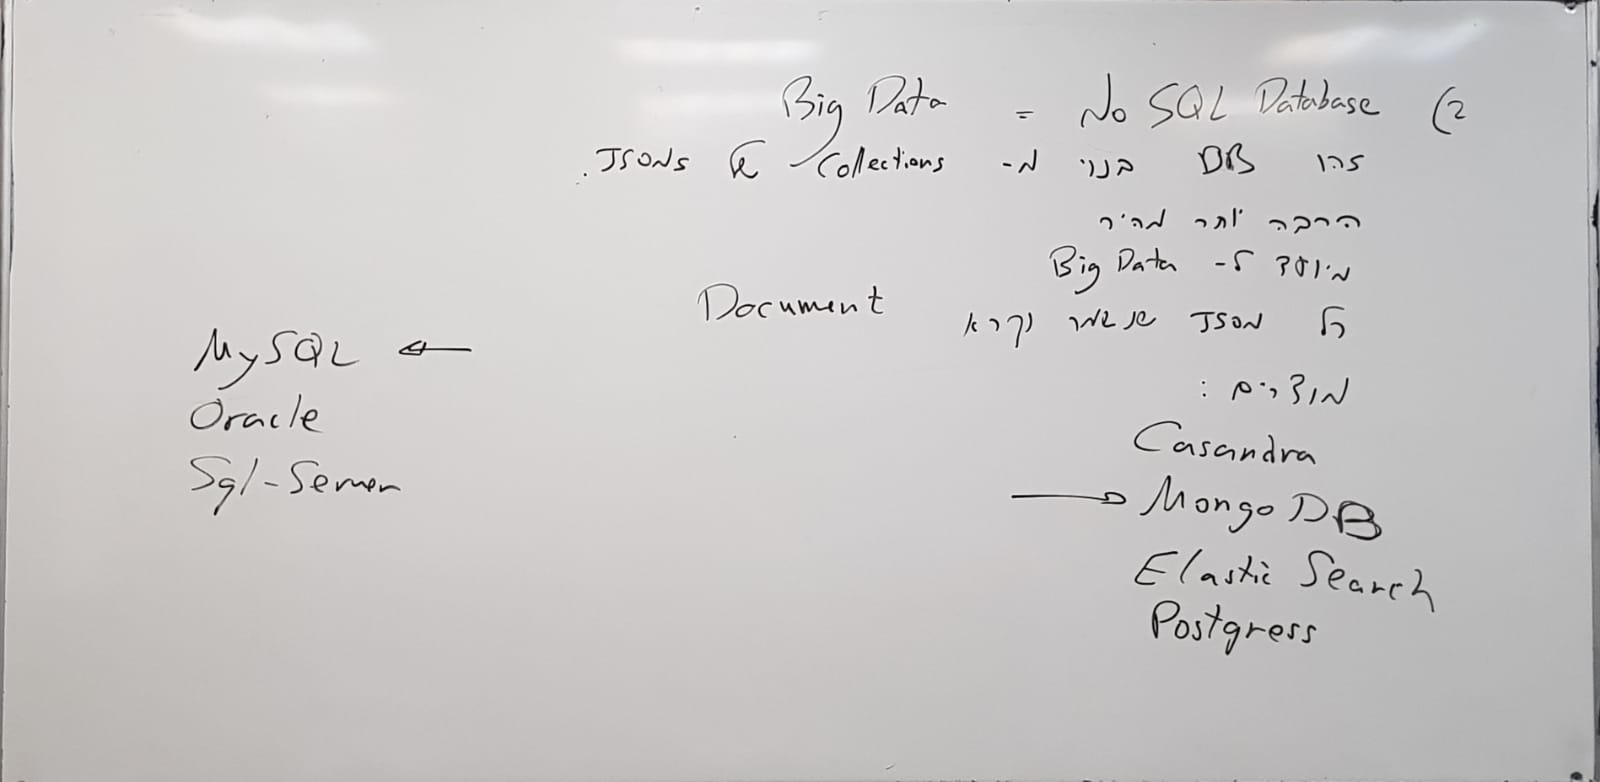 2) No SQL Database = Big Data
זהו DB בנוי מ- Collections של JSONs.
הרבה יותר מהיר
מיועד ל- Big Data
כל JSON שנשמר נקרא Document
מוצרים :
Casandra
→ Mongo DB
Elastic Search
Postgress
MySQL ←
Oracle
Sql-Server